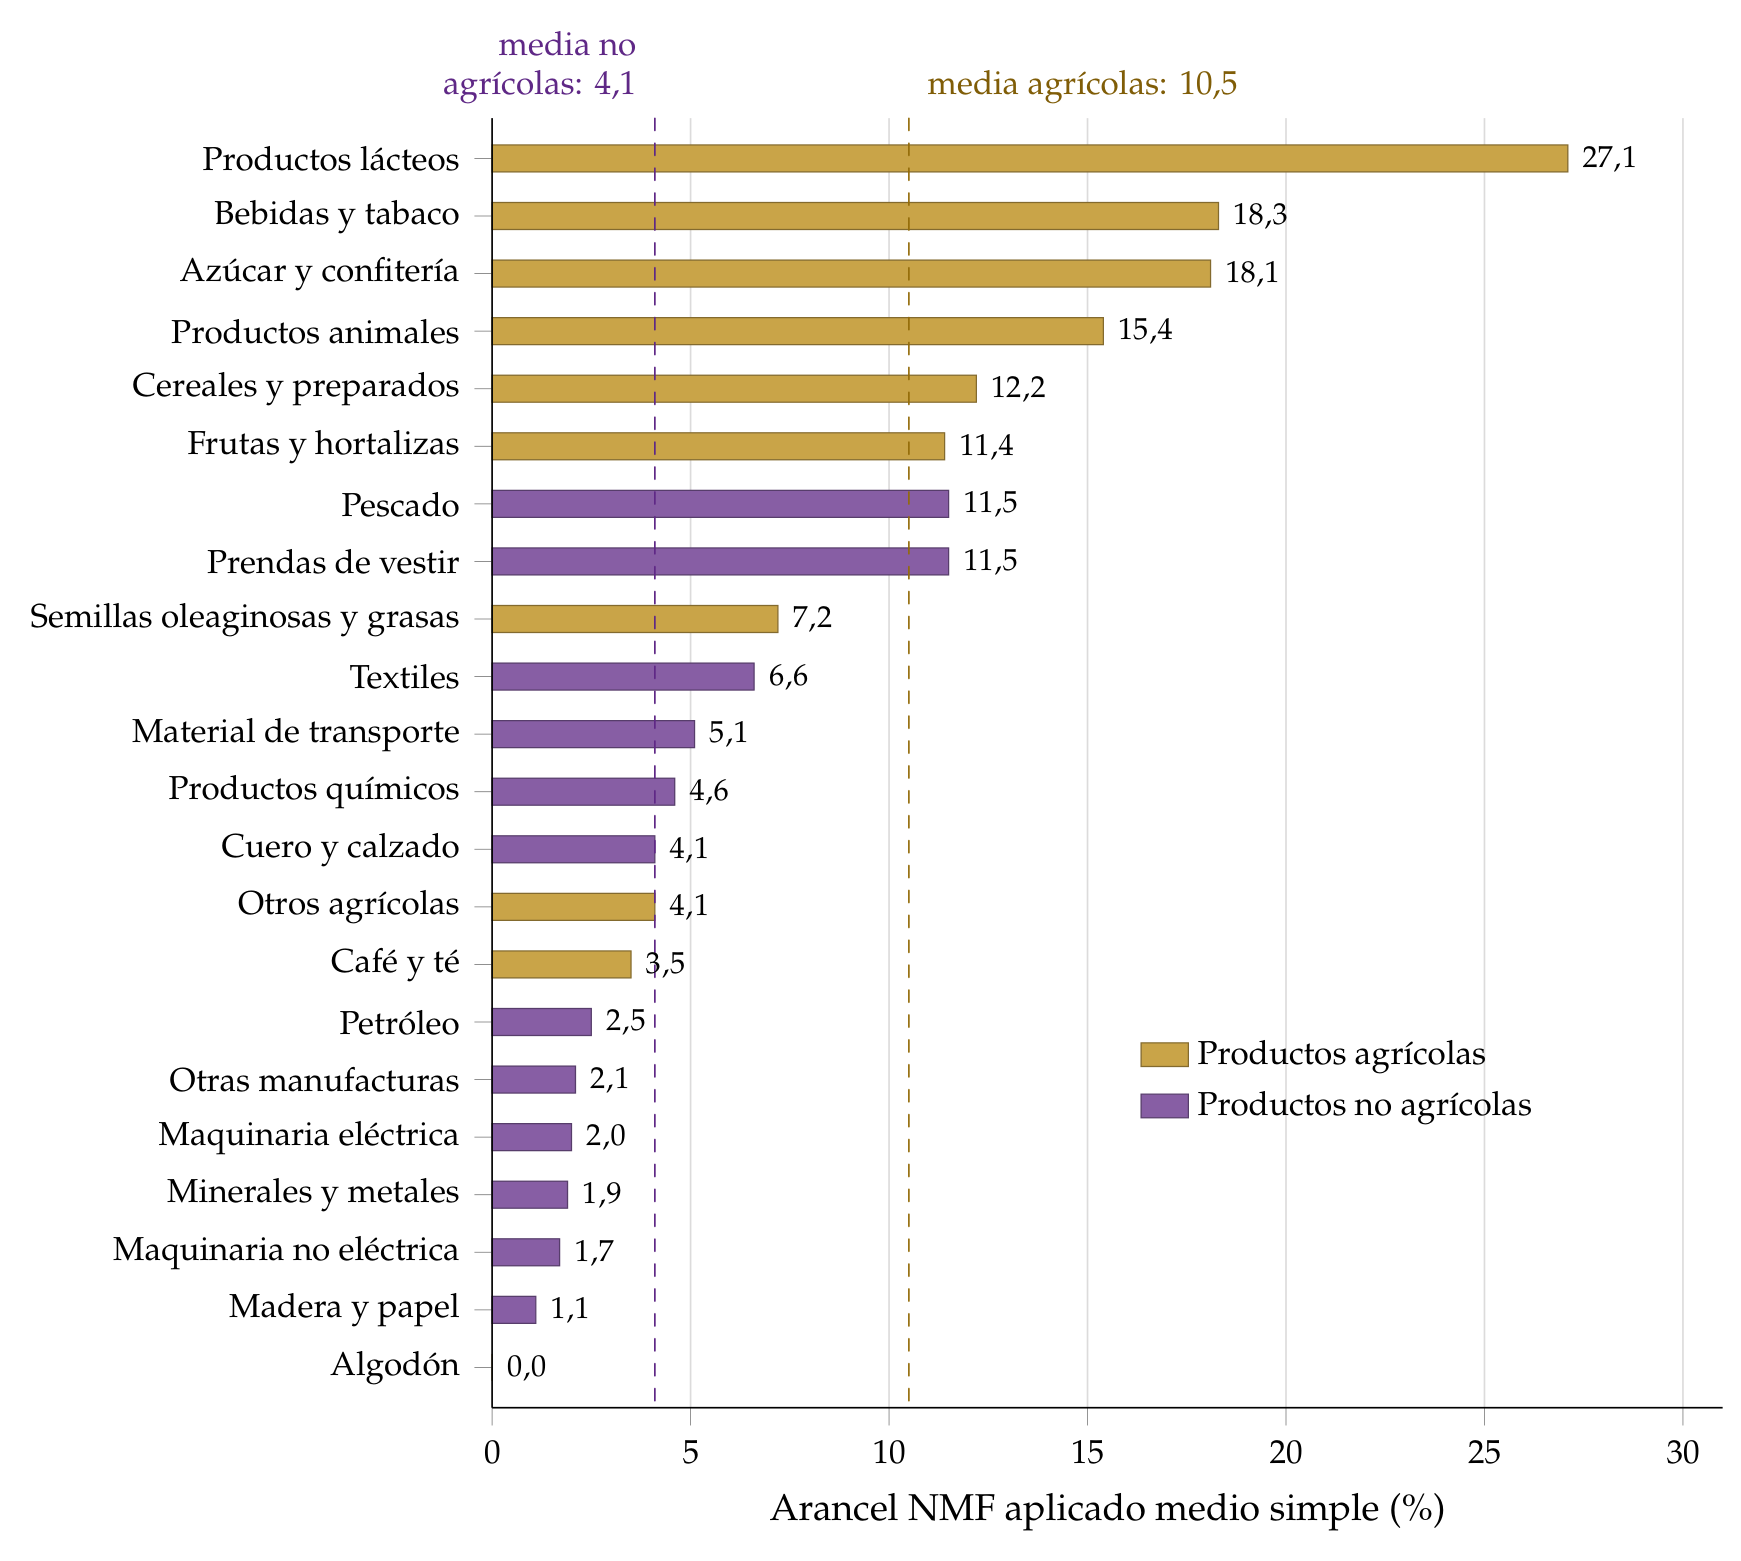 media no
agrícolas: 4,1
media agrícolas: 10,5
Productos lácteos 27,1
Bebidas y tabaco 18,3
Azúcar y confitería 18,1
Productos animales 15,4
Cereales y preparados 12,2
Frutas y hortalizas 11,4
Pescado 11,5
Prendas de vestir 11,5
Semillas oleaginosas y grasas 7,2
Textiles 6,6
Material de transporte 5,1
Productos químicos 4,6
Cuero y calzado 4,1
Otros agrícolas 4,1
Café y té 3,5
Petróleo 2,5
Otras manufacturas 2,1
Maquinaria eléctrica 2,0
Minerales y metales 1,9
Maquinaria no eléctrica 1,7
Madera y papel 1,1
Algodón 0,0
Productos agrícolas
Productos no agrícolas
0 5 10 15 20 25 30
Arancel NMF aplicado medio simple (%)